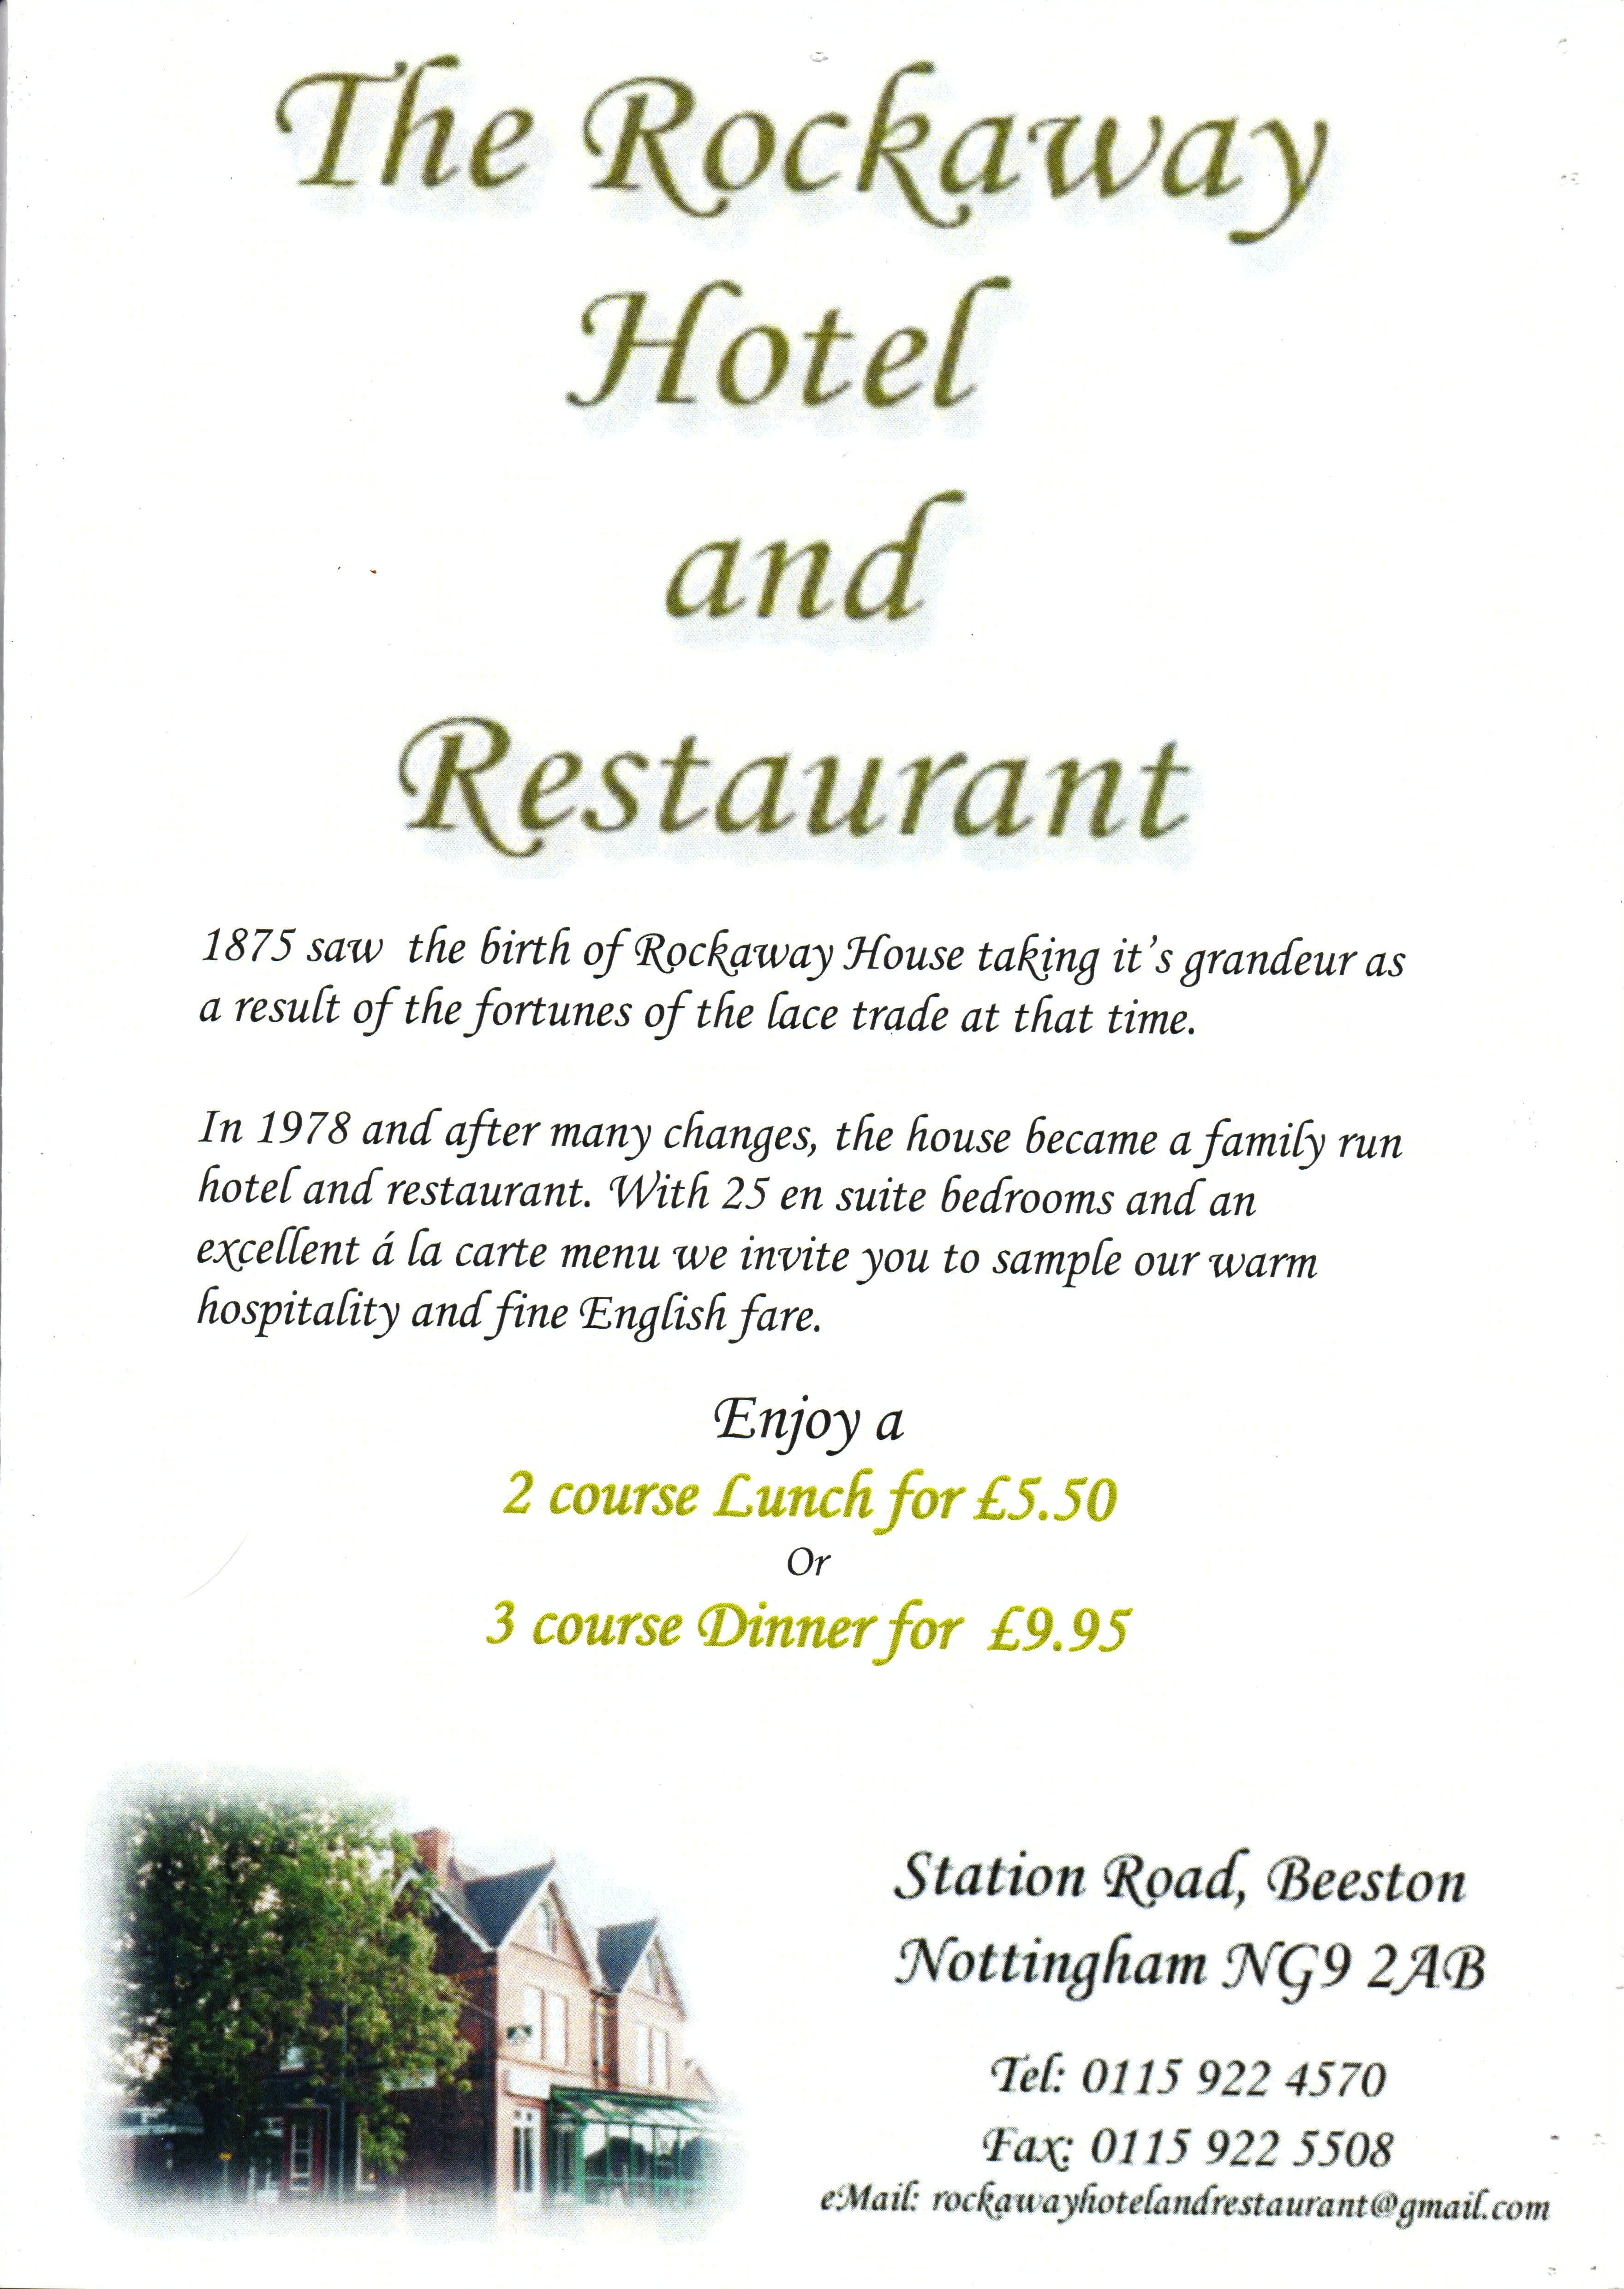 The Rockaway
Hotel
and
Restaurant
1875 saw the birth of Rockaway House taking it's grandeur as
a result of the fortunes of the lace trade at that time.
In 1978 and after many changes, the house became a family run
hotel and restaurant. With 25 en suite bedrooms and an
excellent á la carte menu we invite you to sample our warm
hospitality and fine English fare.
Enjoy a
2 course Lunch for £5.50
Or
3 course Dinner for £9.95
Station Road, Beeston
Nottingham NG9 2AB
Tel: 0115 922 4570
Fax: 0115 922 5508
eMail: rockawayhotelandrestaurant@gmail.com